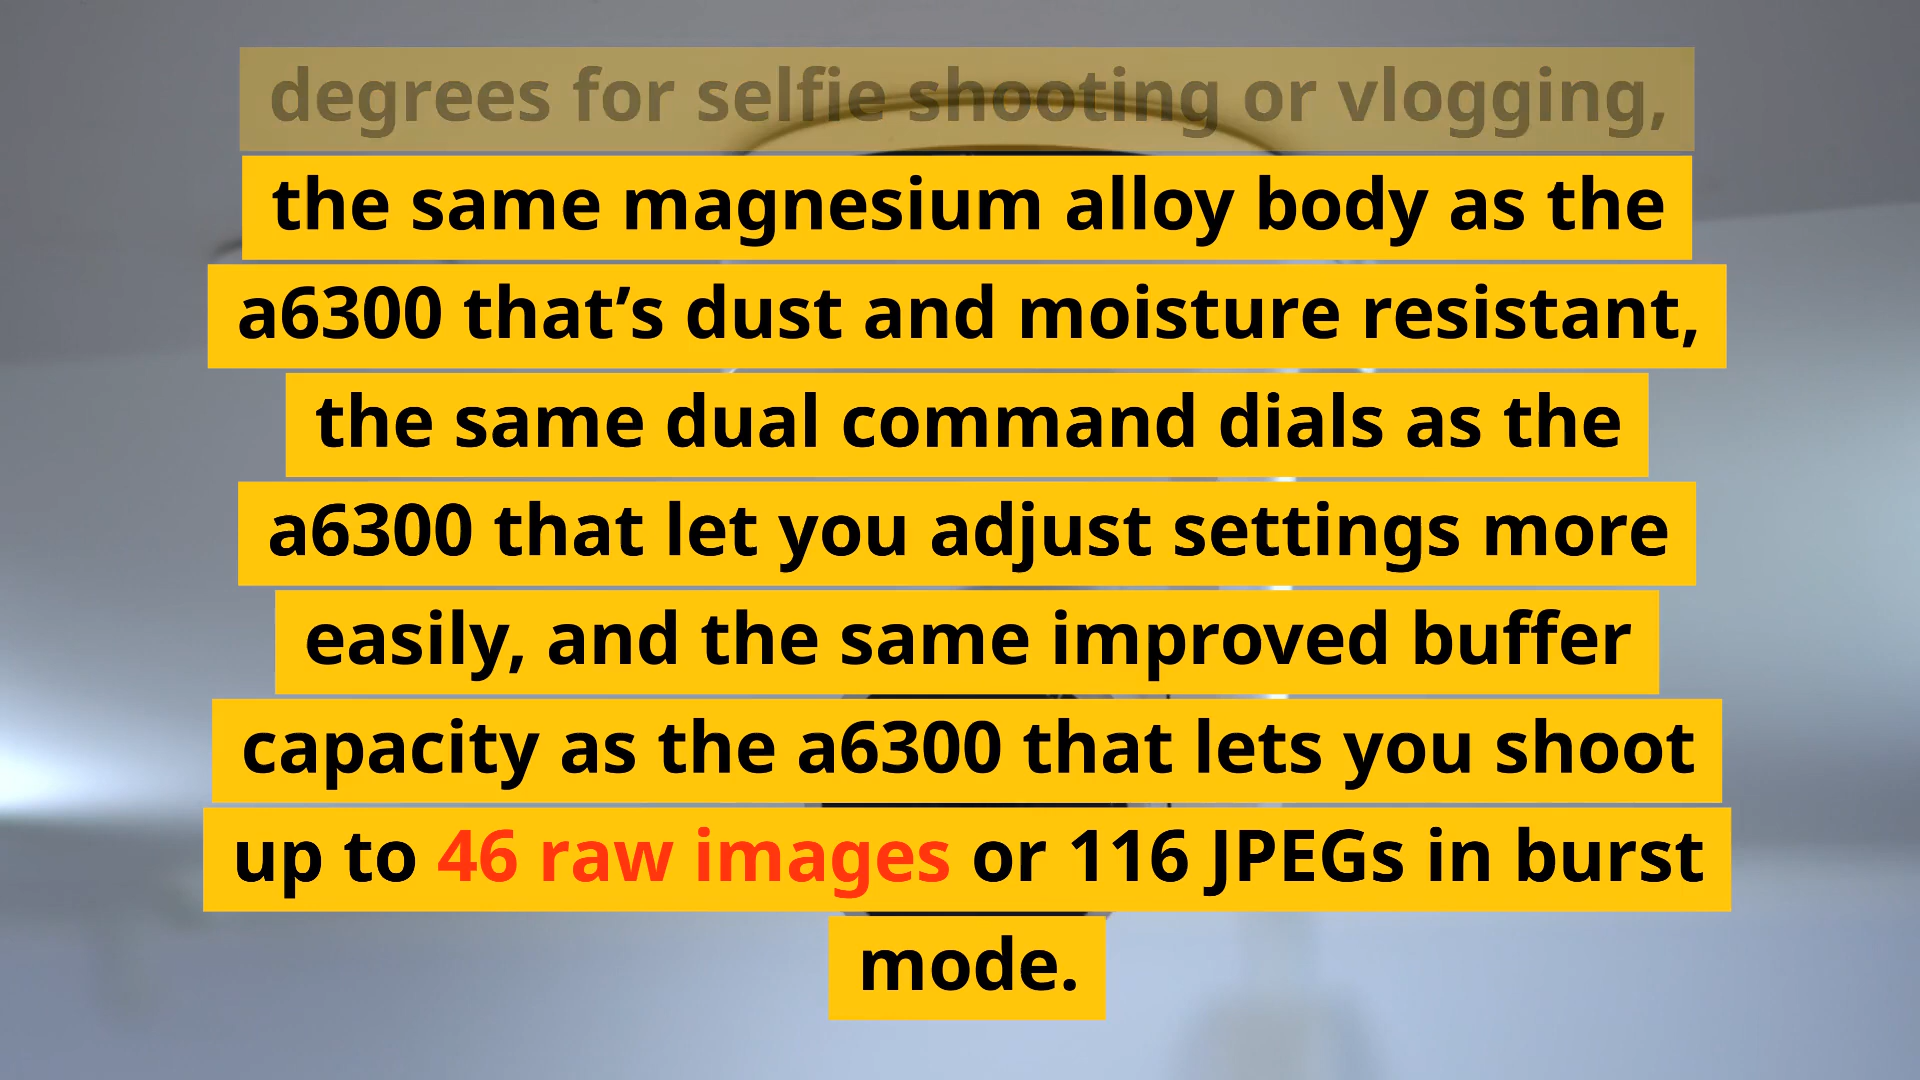 degrees for selfie shooting or vlogging,
the same magnesium alloy body as the
a6300 that’s dust and moisture resistant,
the same dual command dials as the
a6300 that let you adjust settings more
easily, and the same improved buffer
capacity as the a6300 that lets you shoot
up to 46 raw images or 116 JPEGs in burst
mode.